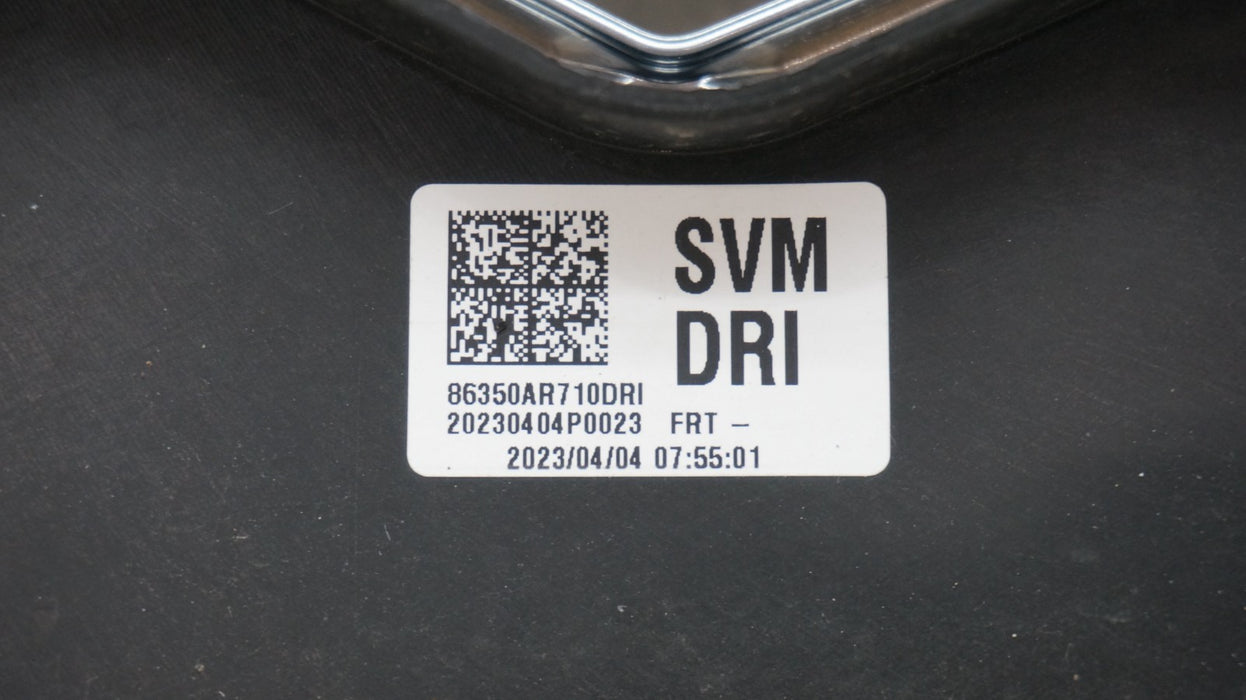 SVM
DRI
86350AR710DRI
20230404P0023 FRT –
2023/04/04 07:55:01